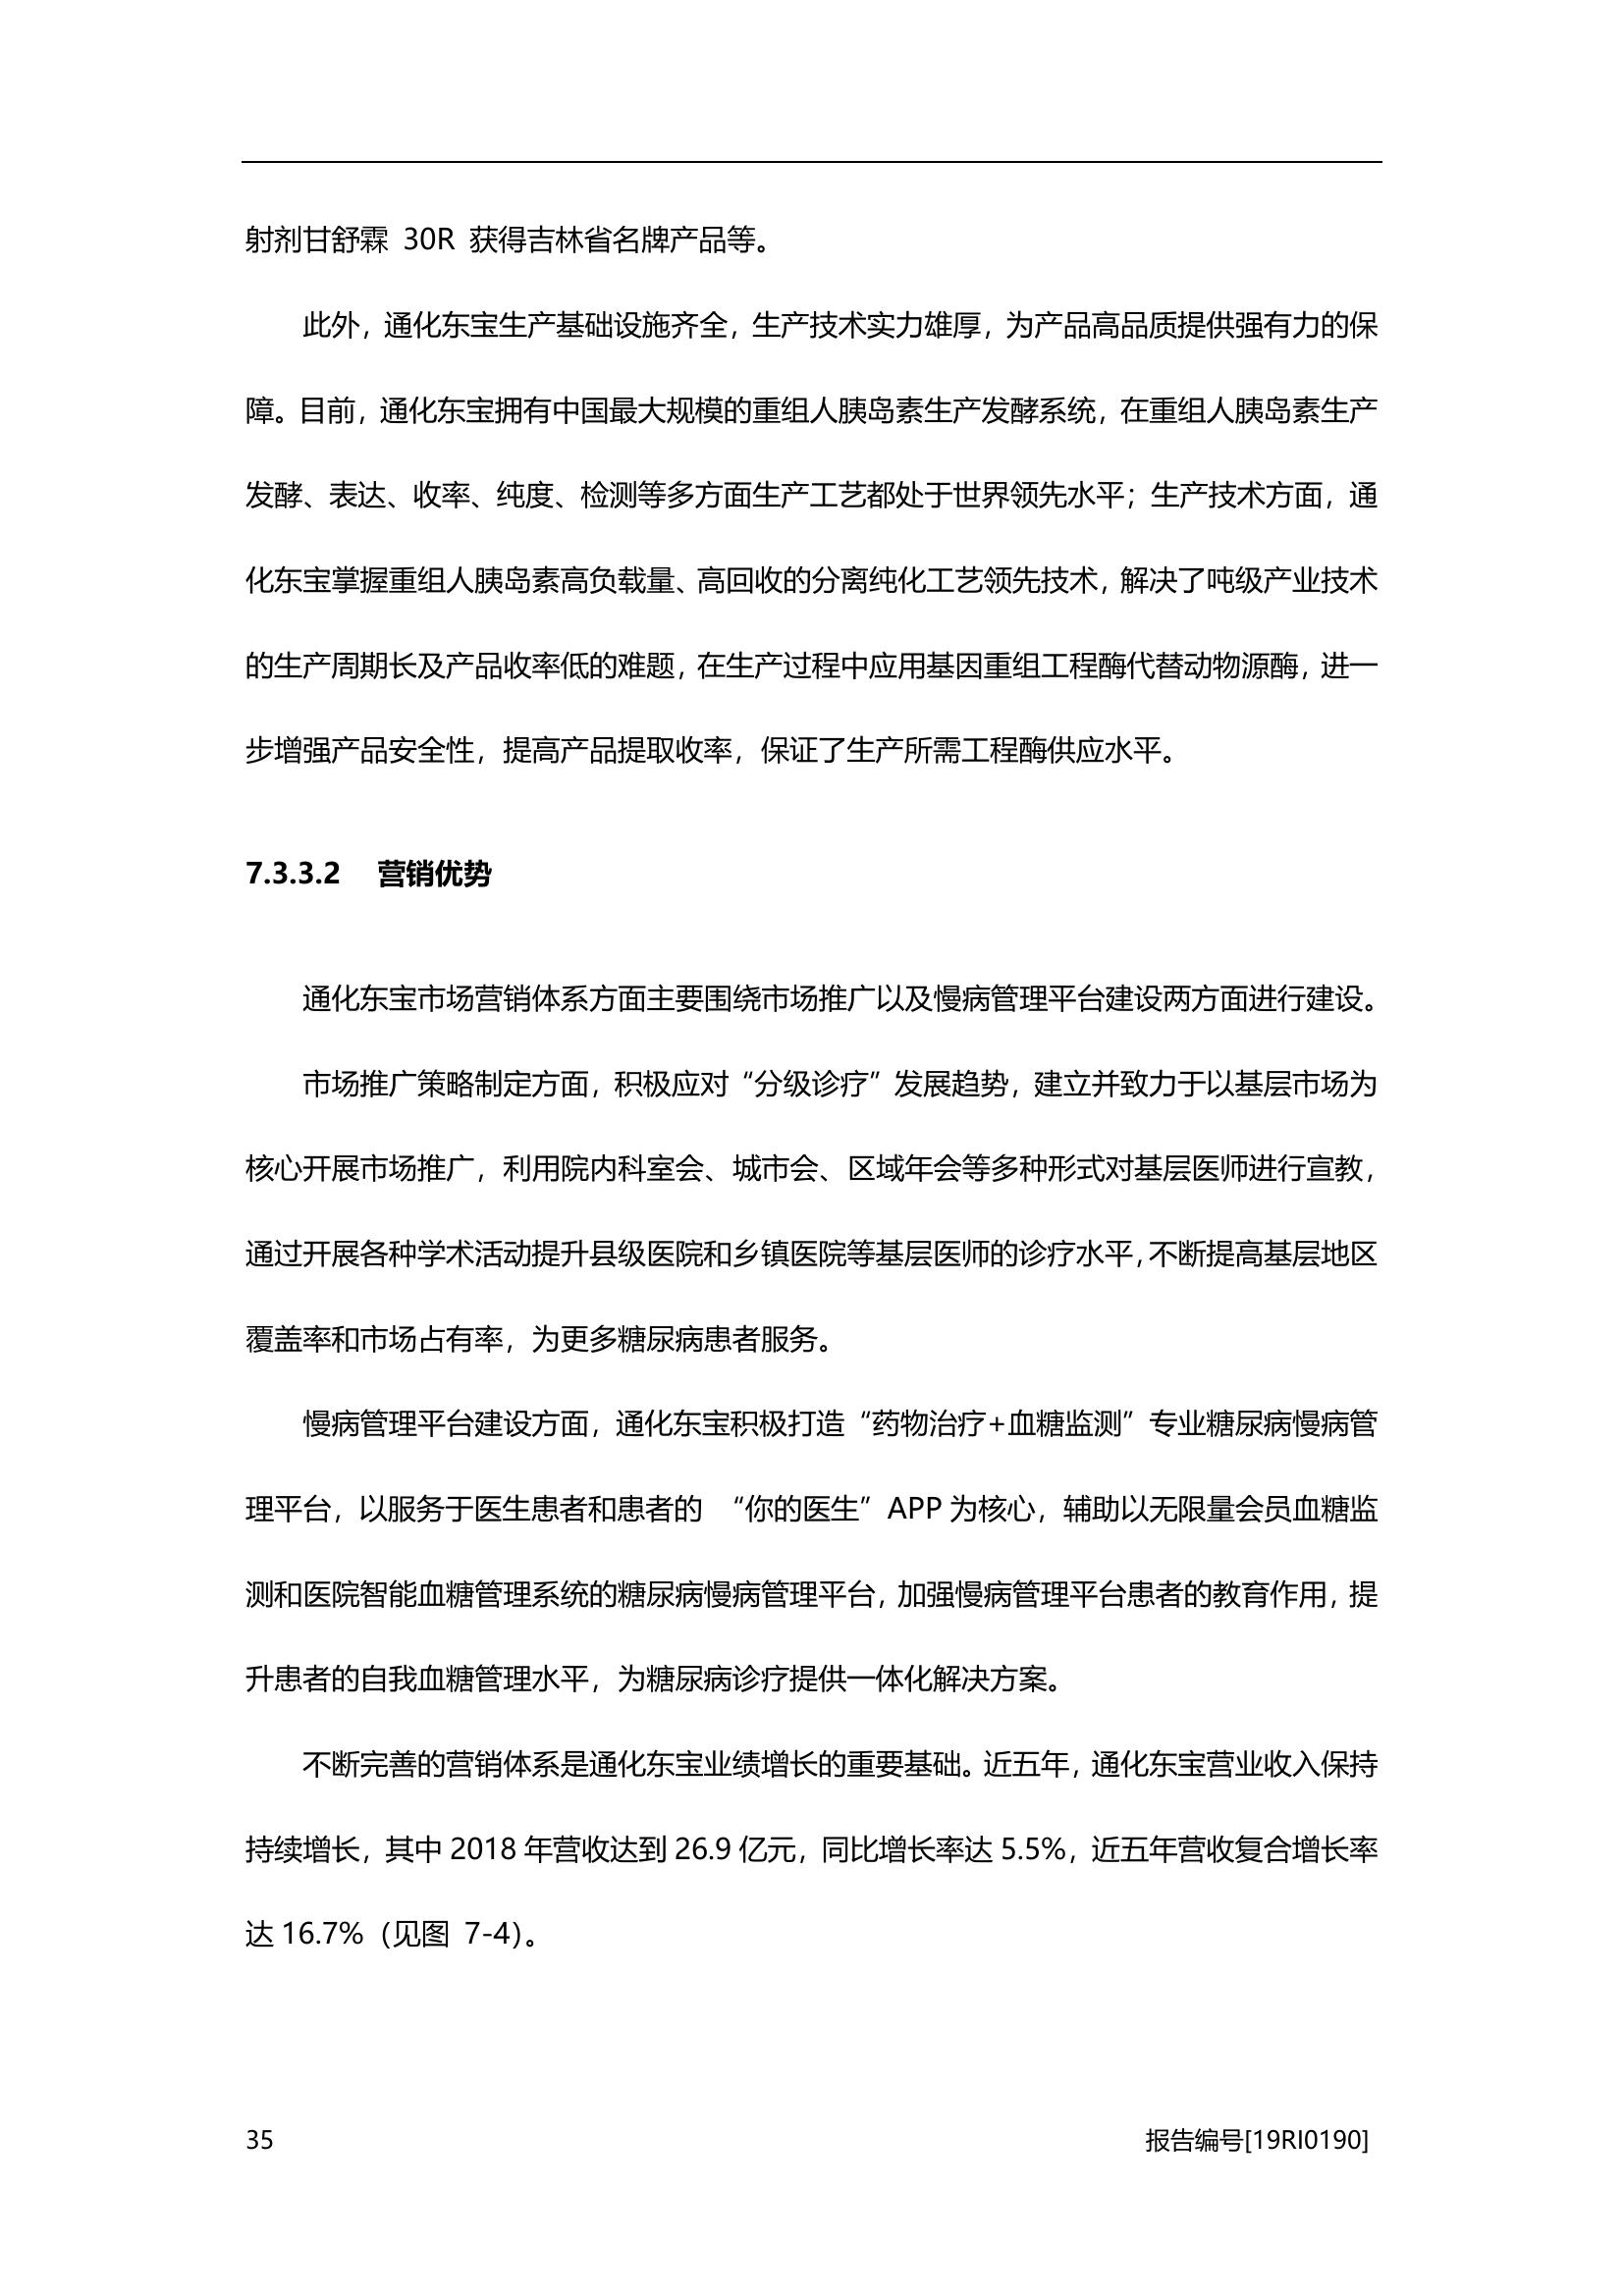 射剂甘舒霖 30R 获得吉林省名牌产品等。
此外，通化东宝生产基础设施齐全，生产技术实力雄厚，为产品高品质提供强有力的保
障。目前，通化东宝拥有中国最大规模的重组人胰岛素生产发酵系统，在重组人胰岛素生产
发酵、表达、收率、纯度、检测等多方面生产工艺都处于世界领先水平；生产技术方面，通
化东宝掌握重组人胰岛素高负载量、高回收的分离纯化工艺领先技术，解决了吨级产业技术
的生产周期长及产品收率低的难题，在生产过程中应用基因重组工程酶代替动物源酶，进一
步增强产品安全性，提高产品提取收率，保证了生产所需工程酶供应水平。
7.3.3.2 营销优势
通化东宝市场营销体系方面主要围绕市场推广以及慢病管理平台建设两方面进行建设。
市场推广策略制定方面，积极应对“分级诊疗”发展趋势，建立并致力于以基层市场为
核心开展市场推广，利用院内科室会、城市会、区域年会等多种形式对基层医师进行宣教，
通过开展各种学术活动提升县级医院和乡镇医院等基层医师的诊疗水平，不断提高基层地区
覆盖率和市场占有率，为更多糖尿病患者服务。
慢病管理平台建设方面，通化东宝积极打造“药物治疗+血糖监测”专业糖尿病慢病管
理平台，以服务于医生患者和患者的 “你的医生”APP 为核心，辅助以无限量会员血糖监
测和医院智能血糖管理系统的糖尿病慢病管理平台，加强慢病管理平台患者的教育作用，提
升患者的自我血糖管理水平，为糖尿病诊疗提供一体化解决方案。
不断完善的营销体系是通化东宝业绩增长的重要基础。近五年，通化东宝营业收入保持
持续增长，其中 2018 年营收达到 26.9 亿元，同比增长率达 5.5%，近五年营收复合增长率
达 16.7%（见图 7-4）。
35 报告编号[19RI0190]